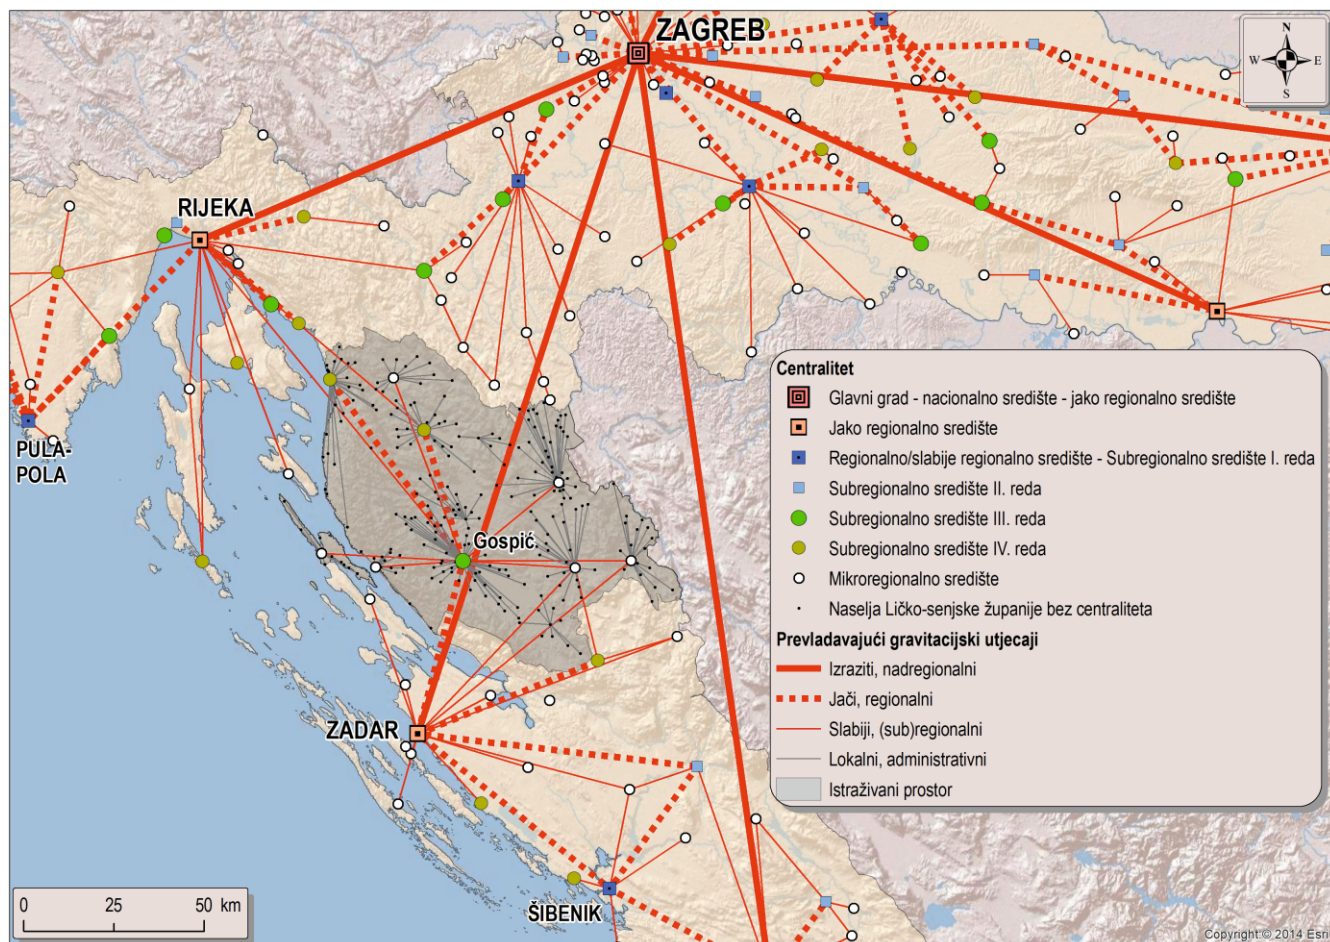 ZAGREB
N
W
E
S
RIJEKA
PULA-
POLA
Gospić
ZADAR
ŠIBENIK
Centralitet
Glavni grad - nacionalno središte - jako regionalno središte
Jako regionalno središte
Regionalno/slabije regionalno središte - Subregionalno središte I. reda
Subregionalno središte II. reda
Subregionalno središte III. reda
Subregionalno središte IV. reda
Mikroregionalno središte
Naselja Ličko-senjske županije bez centraliteta
Prevladavajući gravitacijski utjecaji
Izraziti, nadregionalni
Jači, regionalni
Slabiji, (sub)regionalni
Lokalni, administrativni
Istraživani prostor
0 25 50 km
Copyright:© 2014 Esri